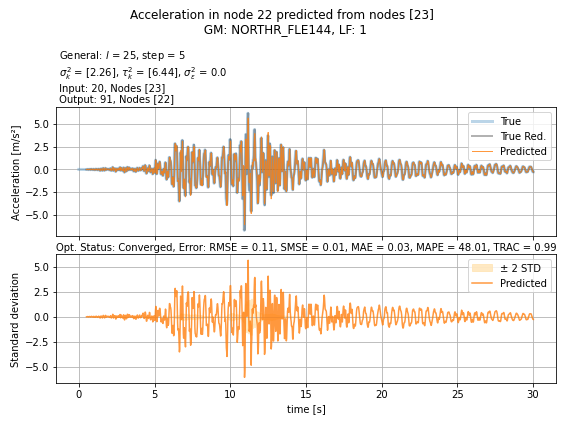 Acceleration in node 22 predicted from nodes [23]
GM: NORTHR_FLE144, LF: 1
General: l = 25, step = 5
σ²ₖ = [2.26], τ²ₖ = [6.44], σ²ε = 0.0
Input: 20, Nodes [23]
Output: 91, Nodes [22]
Acceleration [m/s²]
5.0
2.5
0.0
−2.5
−5.0
True
True Red.
Predicted
Opt. Status: Converged, Error: RMSE = 0.11, SMSE = 0.01, MAE = 0.03, MAPE = 48.01, TRAC = 0.99
Standard deviation
5.0
2.5
0.0
−2.5
−5.0
± 2 STD
Predicted
0 5 10 15 20 25 30
time [s]